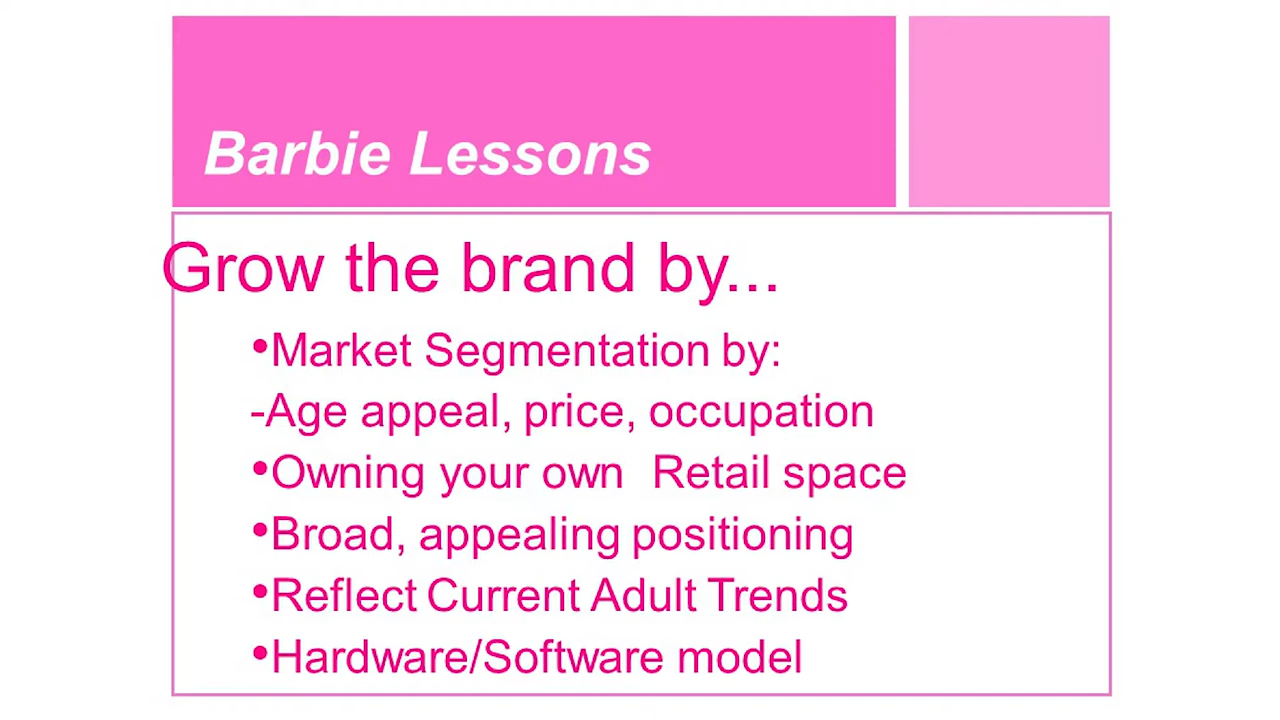 Barbie Lessons
Grow the brand by...
•Market Segmentation by:
-Age appeal, price, occupation
•Owning your own  Retail space
•Broad, appealing positioning
•Reflect Current Adult Trends
•Hardware/Software model